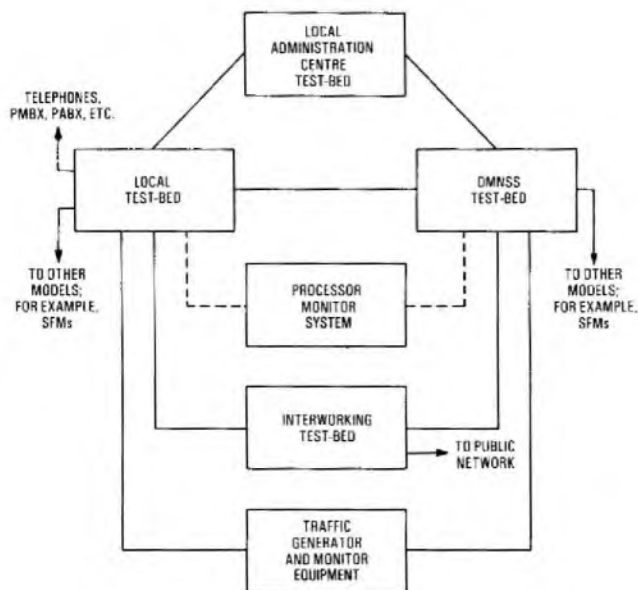 LOCAL
ADMINISTRATION
CENTRE
TEST-BED
TELEPHONES,
PMBX, PABX, ETC.
LOCAL
TEST-BED
DMNSS
TEST-BED
TO OTHER
MODELS;
FOR EXAMPLE,
SFMs
PROCESSOR
MONITOR
SYSTEM
TO OTHER
MODELS;
FOR EXAMPLE,
SFMs
INTERWORKING
TEST-BED
TO PUBLIC
NETWORK
TRAFFIC
GENERATOR
AND MONITOR
EQUIPMENT